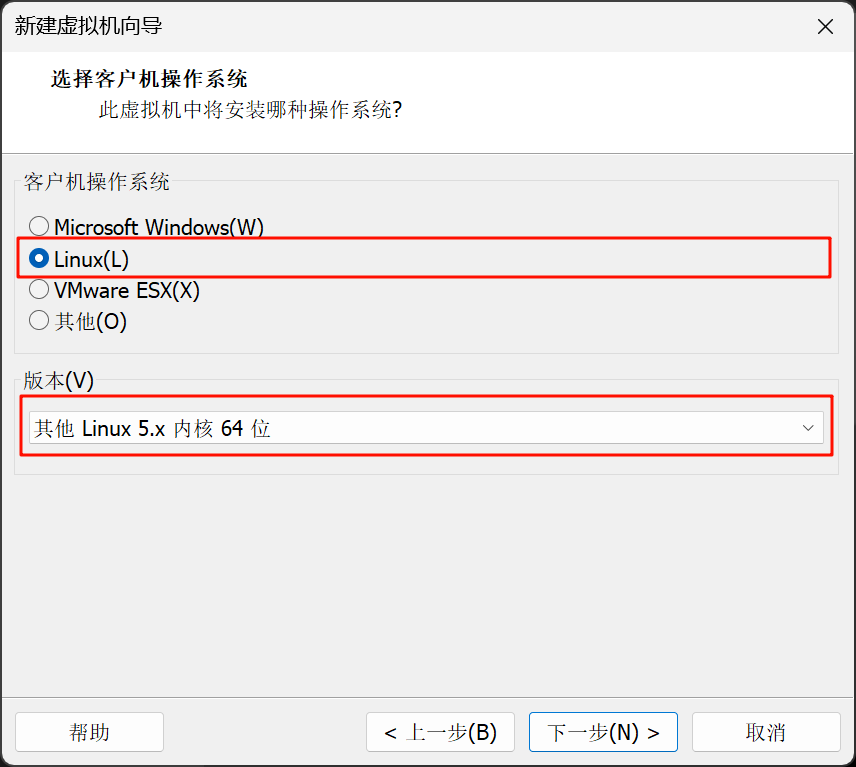 新建虚拟机向导
选择客户机操作系统
此虚拟机中将安装哪种操作系统?
客户机操作系统
Microsoft Windows(W)
Linux(L)
VMware ESX(X)
其他(O)
版本(V)
其他 Linux 5.x 内核 64 位
帮助
< 上一步(B)
下一步(N) >
取消